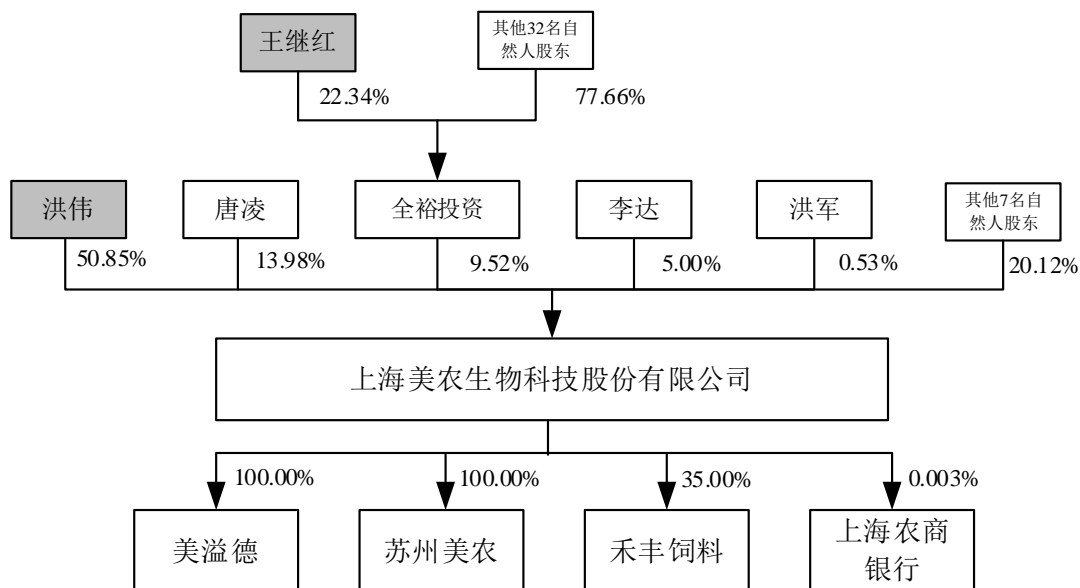 王继红
其他32名自
然人股东
22.34%
77.66%
洪伟
唐凌
全裕投资
李达
洪军
其他7名自
然人股东
50.85%
13.98%
9.52%
5.00%
0.53%
20.12%
上海美农生物科技股份有限公司
100.00%
100.00%
35.00%
0.003%
美溢德
苏州美农
禾丰饲料
上海农商
银行